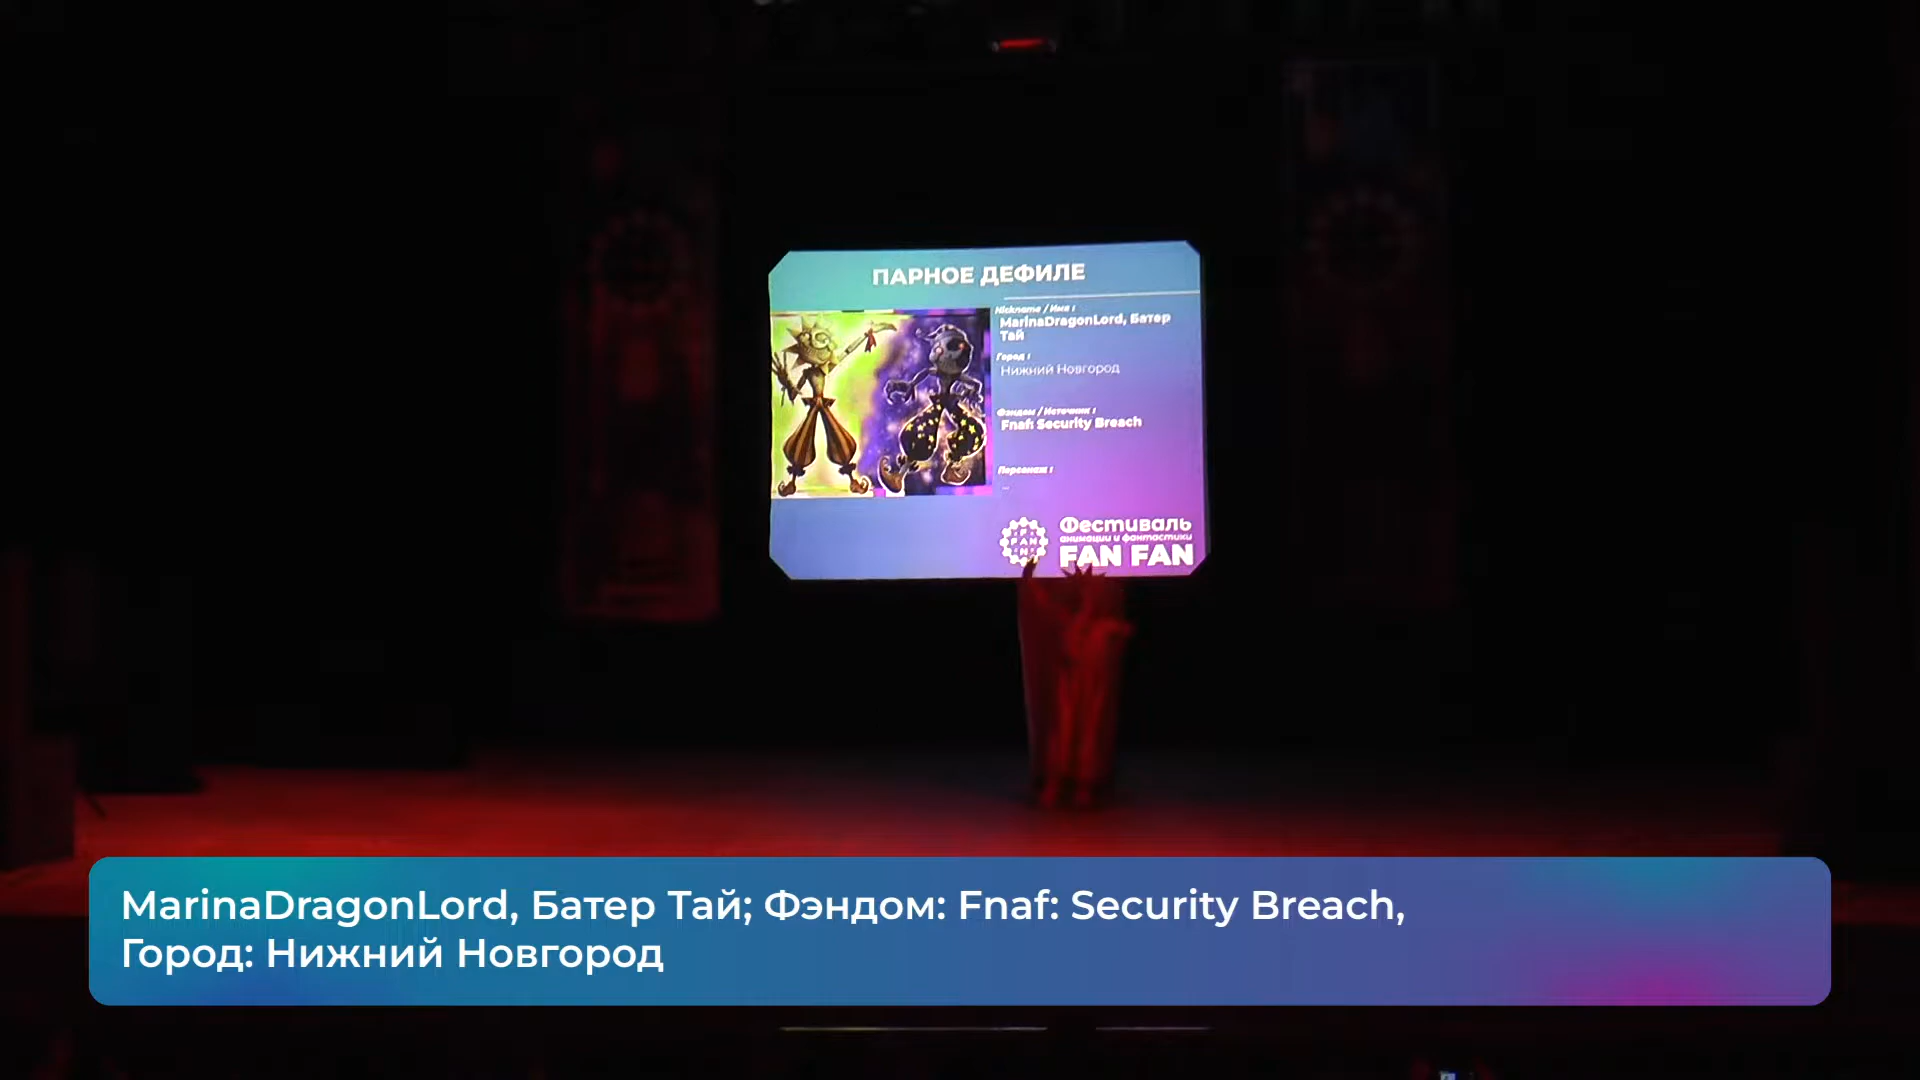 ПАРНОЕ ДЕФИЛЕ
Nickname / Имя :
MarinaDragonLord, Батер
Тай
Город :
Нижний Новгород
Фэндом / Источник :
Fnaf: Security Breach
Персонаж :
...
FAN
Фестиваль
анимации и фантастики
FAN FAN
MarinaDragonLord, Батер Тай; Фэндом: Fnaf: Security Breach,
Город: Нижний Новгород